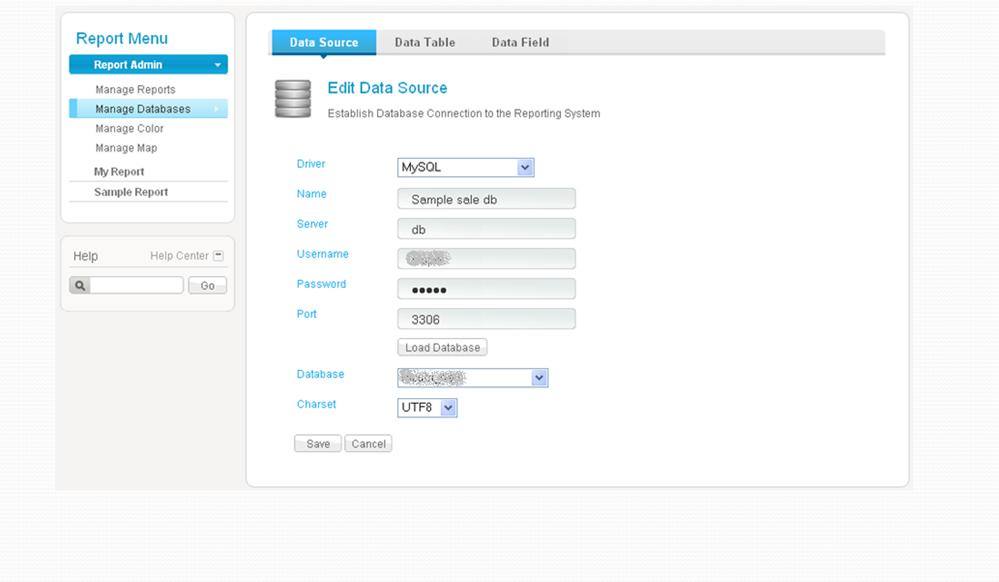 Report Menu
Report Admin
Manage Reports
Manage Databases
Manage Color
Manage Map
My Report
Sample Report
Help
Help Center
Go
Data Source Data Table Data Field
Edit Data Source
Establish Database Connection to the Reporting System
Driver MySQL
Name Sample sale db
Server db
Username
Password •••••
Port 3306
Load Database
Database
Charset UTF8
Save Cancel